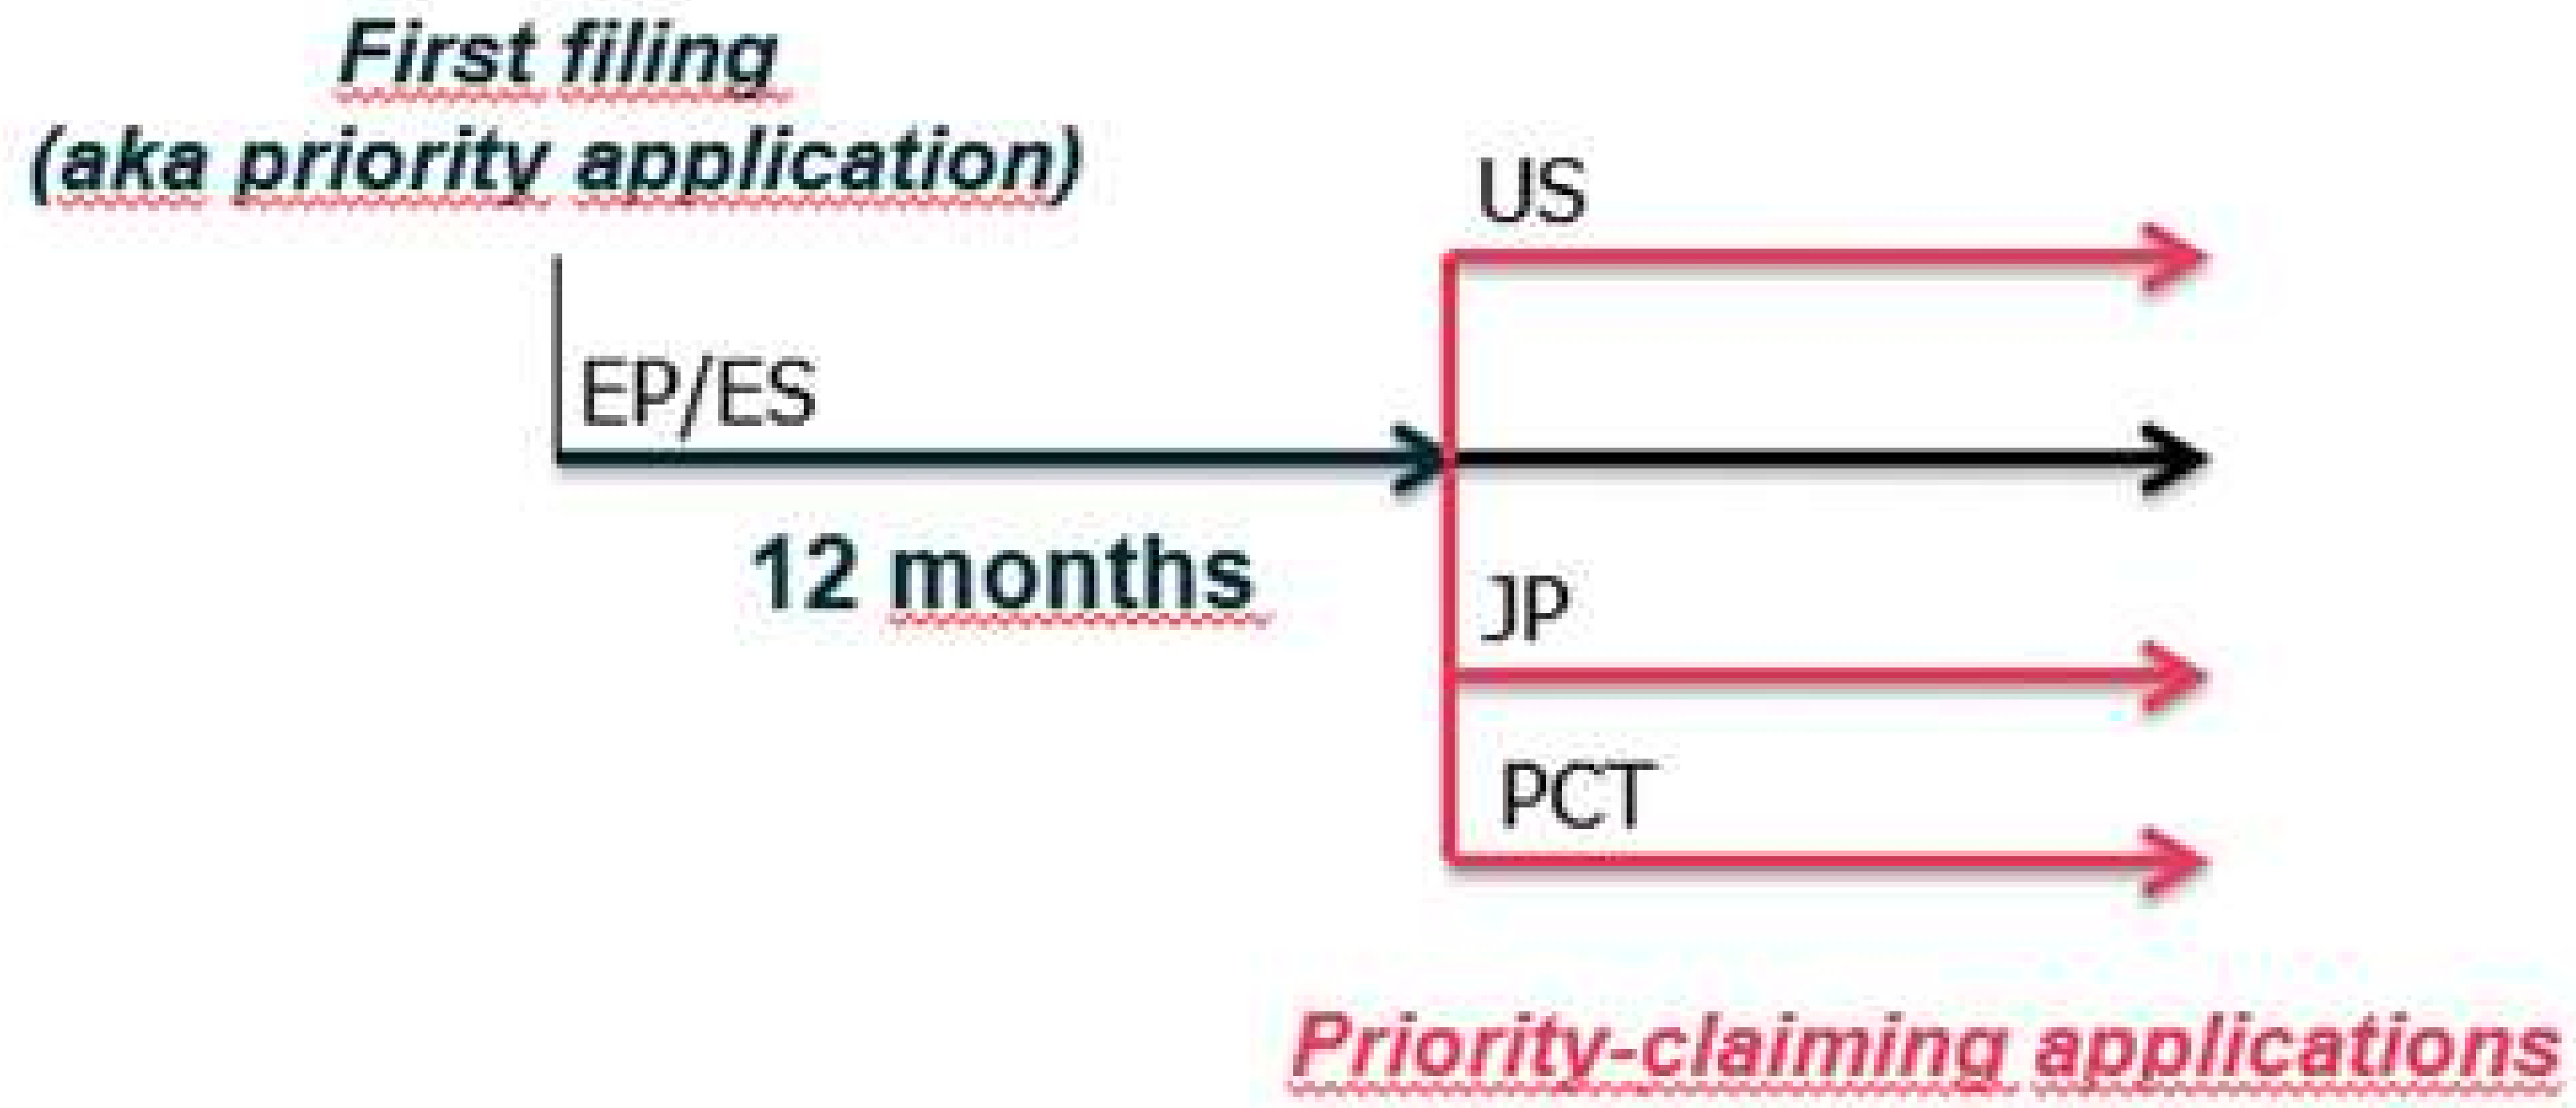 First filing
(aka priority application)
US
EP/ES
12 months
JP
PCT
Priority-claiming applications